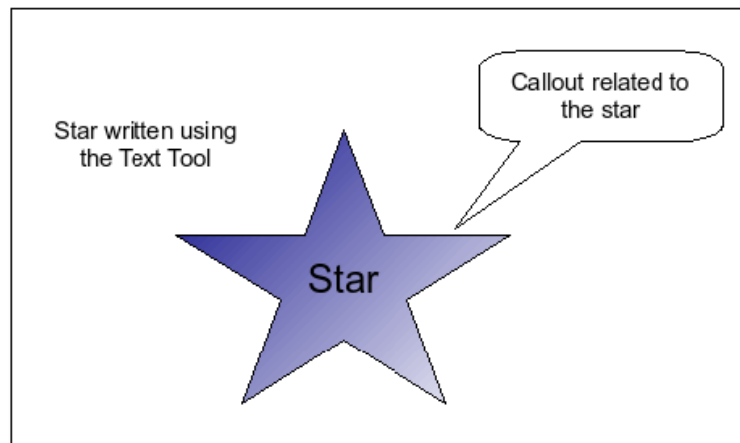 Callout related to
the star
Star written using
the Text Tool
Star